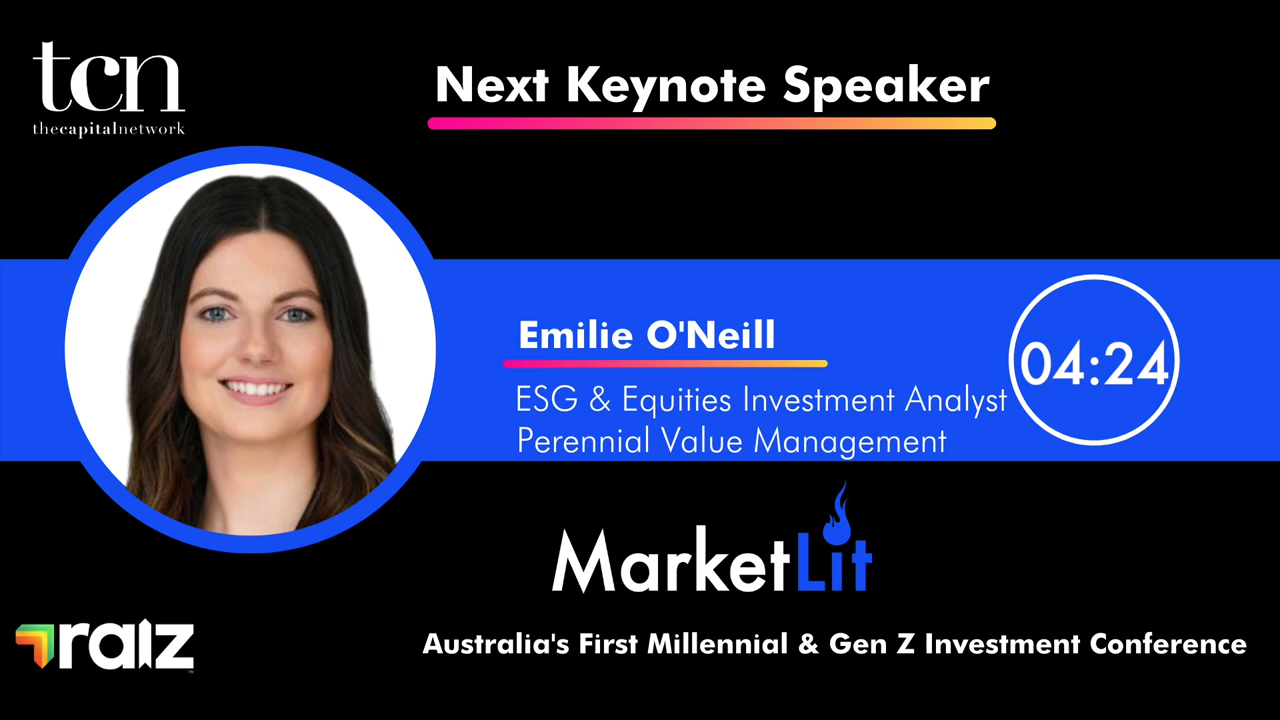 tcn
thecapitalnetwork
Next Keynote Speaker
Emilie O'Neill
ESG & Equities Investment Analyst
Perennial Value Management
04:24
MarketLit
raiz
Australia's First Millennial & Gen Z Investment Conference